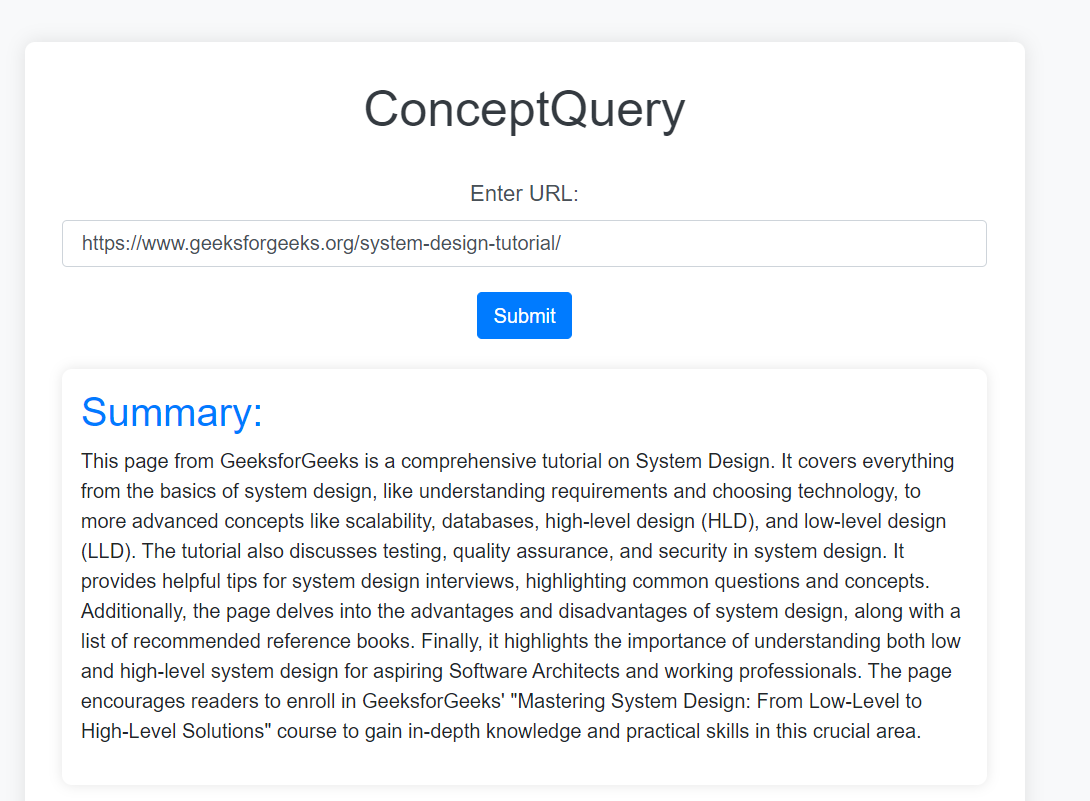 ConceptQuery
Enter URL:
https://www.geeksforgeeks.org/system-design-tutorial/
Submit
Summary:
This page from GeeksforGeeks is a comprehensive tutorial on System Design. It covers everything
from the basics of system design, like understanding requirements and choosing technology, to
more advanced concepts like scalability, databases, high-level design (HLD), and low-level design
(LLD). The tutorial also discusses testing, quality assurance, and security in system design. It
provides helpful tips for system design interviews, highlighting common questions and concepts.
Additionally, the page delves into the advantages and disadvantages of system design, along with a
list of recommended reference books. Finally, it highlights the importance of understanding both low
and high-level system design for aspiring Software Architects and working professionals. The page
encourages readers to enroll in GeeksforGeeks' "Mastering System Design: From Low-Level to
High-Level Solutions" course to gain in-depth knowledge and practical skills in this crucial area.